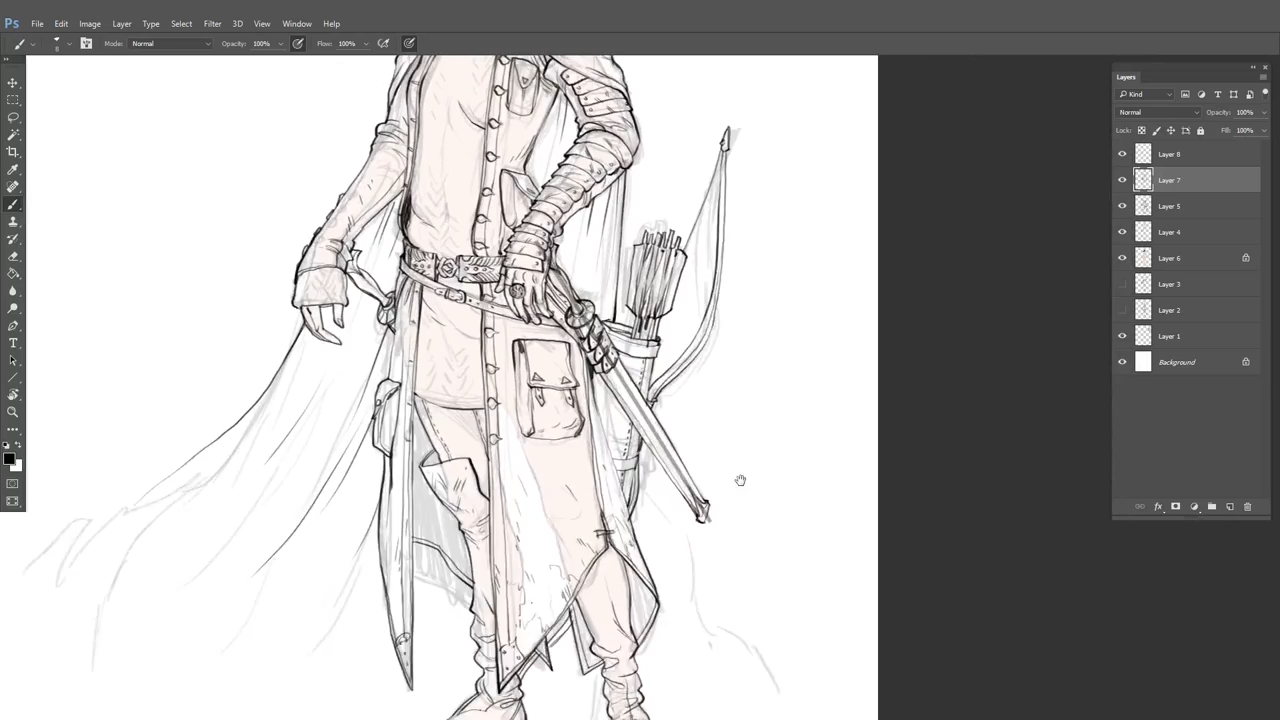 Ps File Edit Image Layer Type Select Filter 3D View Window Help
8 Mode: Normal Opacity: 100% Flow: 100%
Layers
Kind
Normal Opacity: 100%
Lock: Fill: 100%
Layer 8
Layer 7
Layer 5
Layer 4
Layer 6
Layer 3
Layer 2
Layer 1
Background
fx